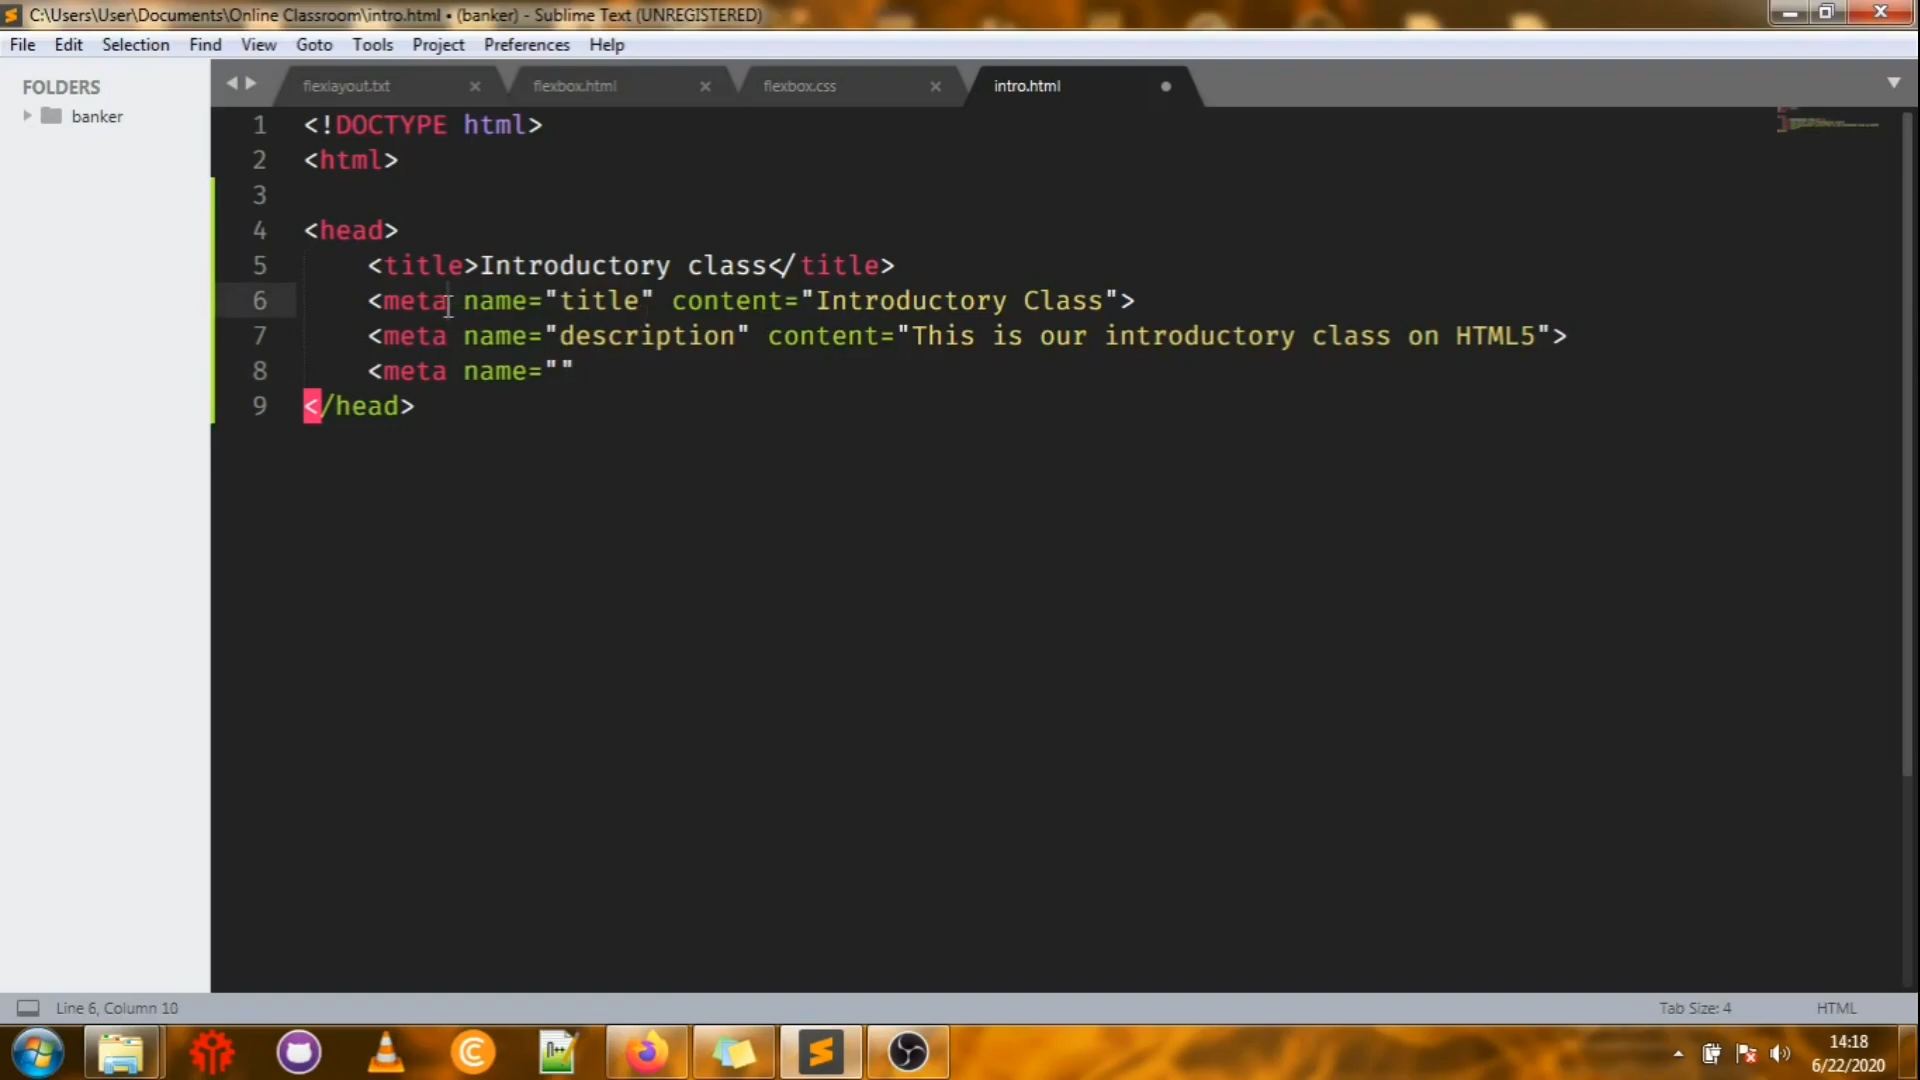 C:\Users\User\Documents\Online Classroom\intro.html • (banker) - Sublime Text (UNREGISTERED)
File Edit Selection Find View Goto Tools Project Preferences Help
FOLDERS
banker
flexlayout.txt flexbox.html flexbox.css intro.html
1 <!DOCTYPE html>
2 <html>
3
4 <head>
5 <title>Introductory class</title>
6 <meta name="title" content="Introductory Class">
7 <meta name="description" content="This is our introductory class on HTML5">
8 <meta name=""
9 </head>
Line 6, Column 10 Tab Size: 4 HTML
14:18
6/22/2020